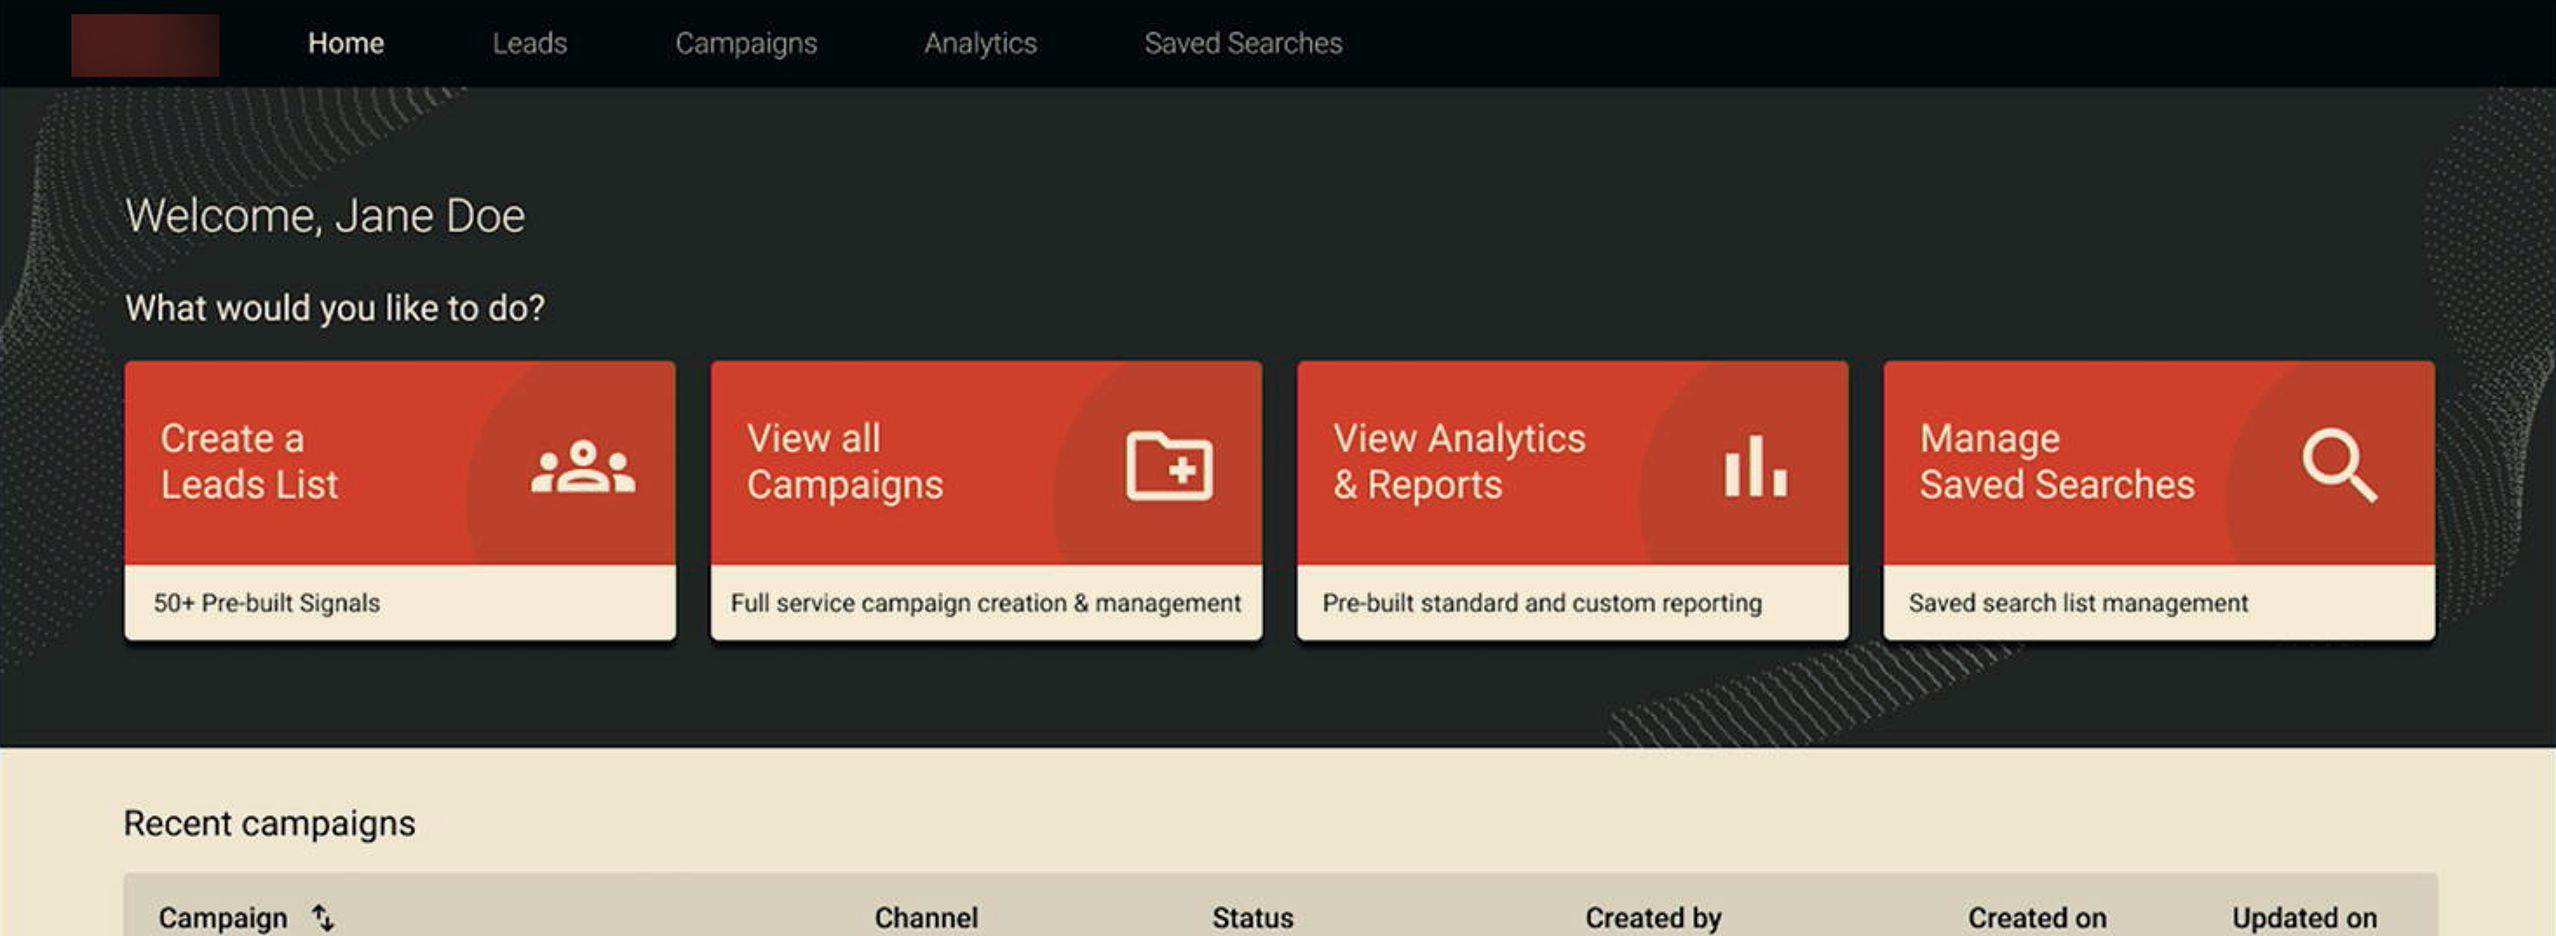 Home Leads Campaigns Analytics Saved Searches
Welcome, Jane Doe
What would you like to do?
Create a
Leads List
50+ Pre-built Signals
View all
Campaigns
Full service campaign creation & management
View Analytics
& Reports
Pre-built standard and custom reporting
Manage
Saved Searches
Saved search list management
Recent campaigns
Campaign Channel Status Created by Created on Updated on